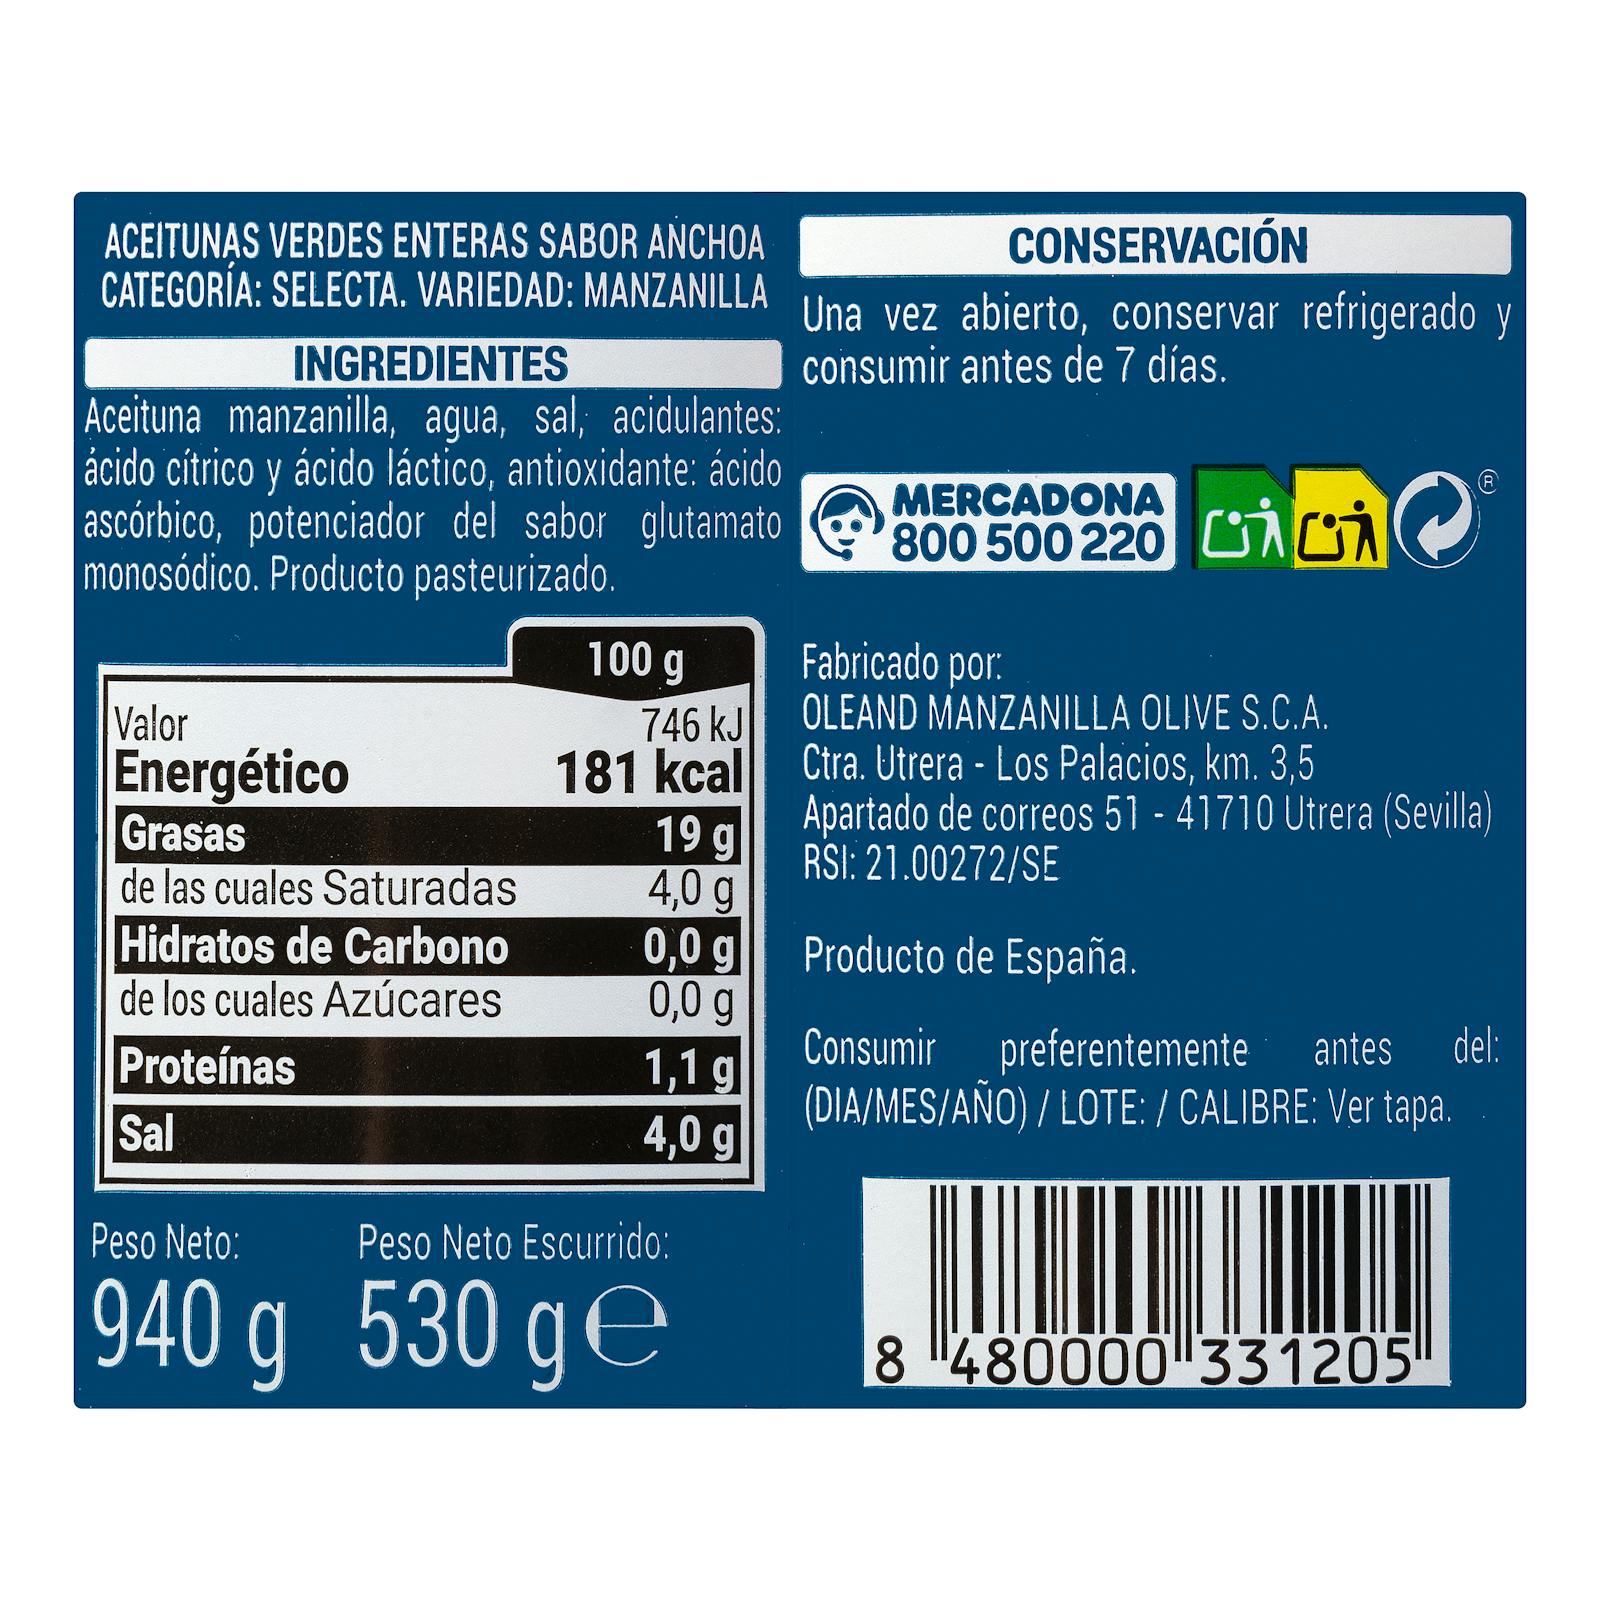 ACEITUNAS VERDES ENTERAS SABOR ANCHOA
CATEGORÍA: SELECTA. VARIEDAD: MANZANILLA
INGREDIENTES
Aceituna manzanilla, agua, sal, acidulantes:
ácido cítrico y ácido láctico, antioxidante: ácido
ascórbico, potenciador del sabor glutamato
monosódico. Producto pasteurizado.
100 g
Valor 746 kJ
Energético 181 kcal
Grasas 19 g
de las cuales Saturadas 4,0 g
Hidratos de Carbono 0,0 g
de los cuales Azúcares 0,0 g
Proteínas 1,1 g
Sal 4,0 g
Peso Neto: Peso Neto Escurrido:
940 g 530 g ℮
CONSERVACIÓN
Una vez abierto, conservar refrigerado y
consumir antes de 7 días.
MERCADONA
800 500 220
®
Fabricado por:
OLEAND MANZANILLA OLIVE S.C.A.
Ctra. Utrera - Los Palacios, km. 3,5
Apartado de correos 51 - 41710 Utrera (Sevilla)
RSI: 21.00272/SE
Producto de España.
Consumir preferentemente antes del:
(DIA/MES/AÑO) / LOTE: / CALIBRE: Ver tapa.
8 480000 331205